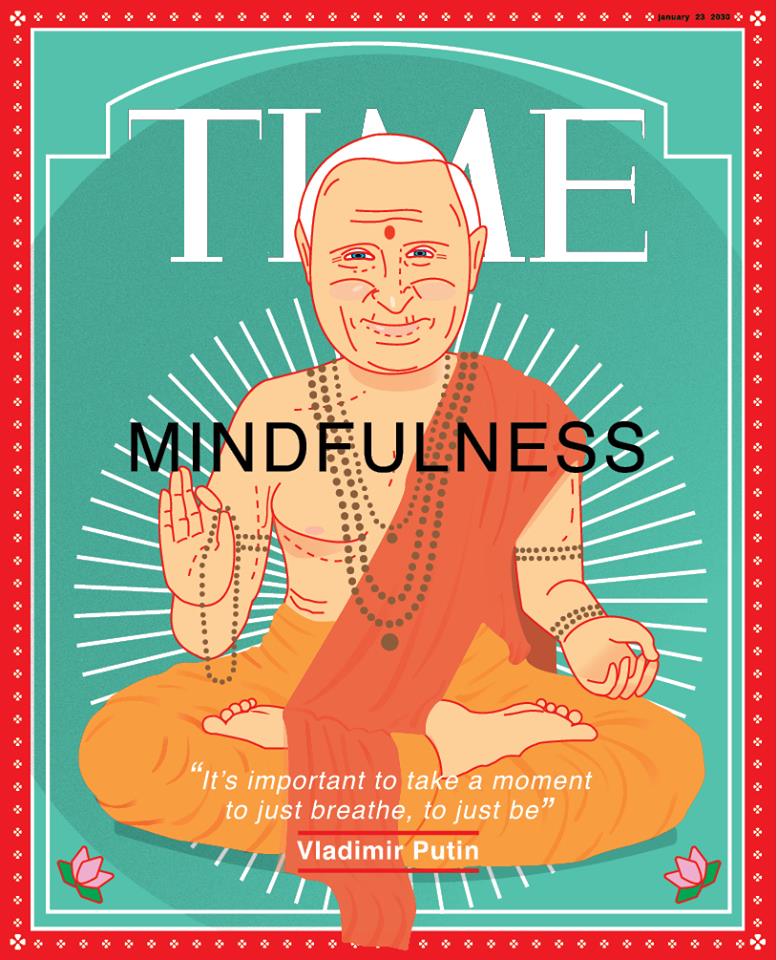 january 23 2030
TIME
MINDFULNESS
“It's important to take a moment
to just breathe, to just be”
Vladimir Putin